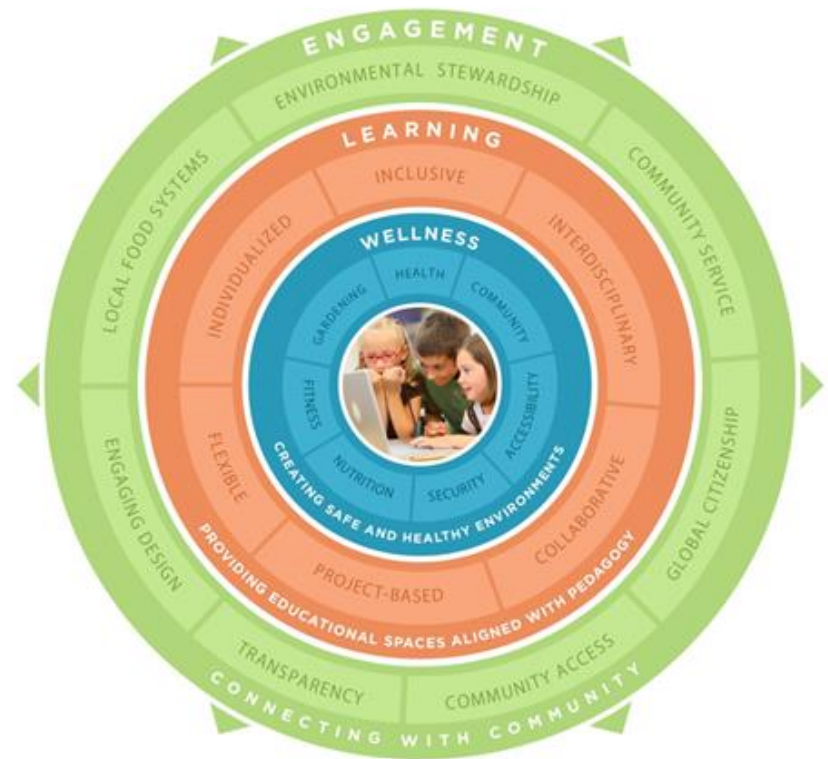 ENGAGEMENT
ENVIRONMENTAL STEWARDSHIP
COMMUNITY SERVICE
GLOBAL CITIZENSHIP
COMMUNITY ACCESS
TRANSPARENCY
ENGAGING DESIGN
LOCAL FOOD SYSTEMS
CONNECTING WITH COMMUNITY
LEARNING
INCLUSIVE
INTERDISCIPLINARY
COLLABORATIVE
PROJECT-BASED
FLEXIBLE
INDIVIDUALIZED
PROVIDING EDUCATIONAL SPACES ALIGNED WITH PEDAGOGY
WELLNESS
HEALTH
COMMUNITY
ACCESSIBILITY
SECURITY
NUTRITION
FITNESS
GARDENING
CREATING SAFE AND HEALTHY ENVIRONMENTS